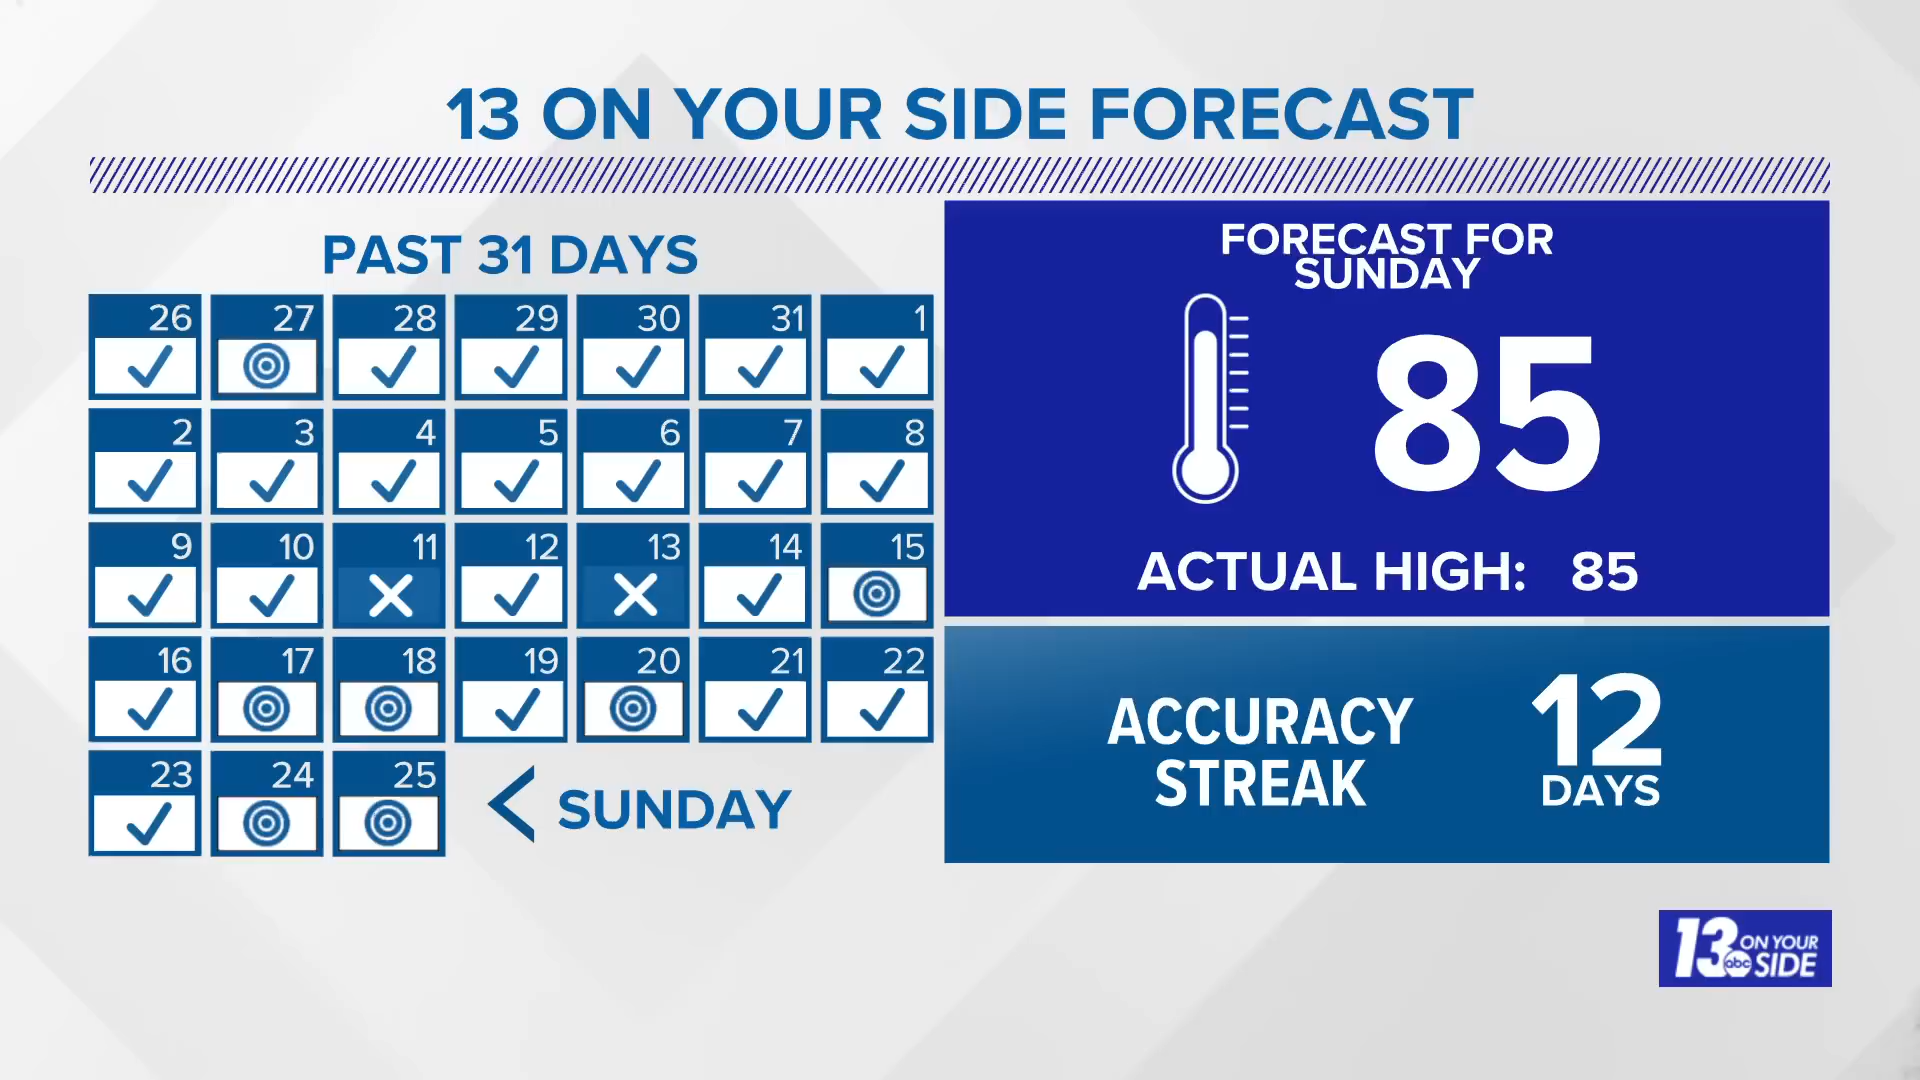 13 ON YOUR SIDE FORECAST
PAST 31 DAYS
26 27 28 29 30 31 1
2 3 4 5 6 7 8
9 10 11 12 13 14 15
16 17 18 19 20 21 22
23 24 25
SUNDAY
FORECAST FOR
SUNDAY
85
ACTUAL HIGH: 85
ACCURACY
STREAK
12
DAYS
13
abc
ON YOUR
SIDE